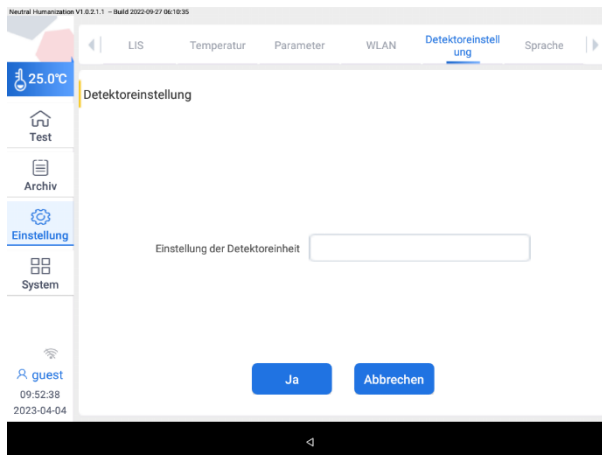 Neutral Humanization V1.0.2.1.1 -- Build 2022-09-27 06:10:35
LIS
Temperatur
Parameter
WLAN
Detektoreinstell
ung
Sprache
25.0℃
Detektoreinstellung
Test
Archiv
Einstellung
Einstellung der Detektoreinheit
System
guest
Ja
Abbrechen
09:52:38
2023-04-04